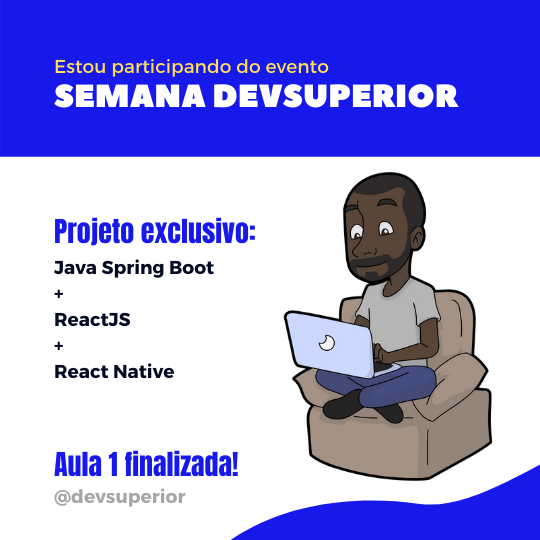 Estou participando do evento
SEMANA DEVSUPERIOR
Projeto exclusivo:
Java Spring Boot
+
ReactJS
+
React Native
Aula 1 finalizada!
@devsuperior